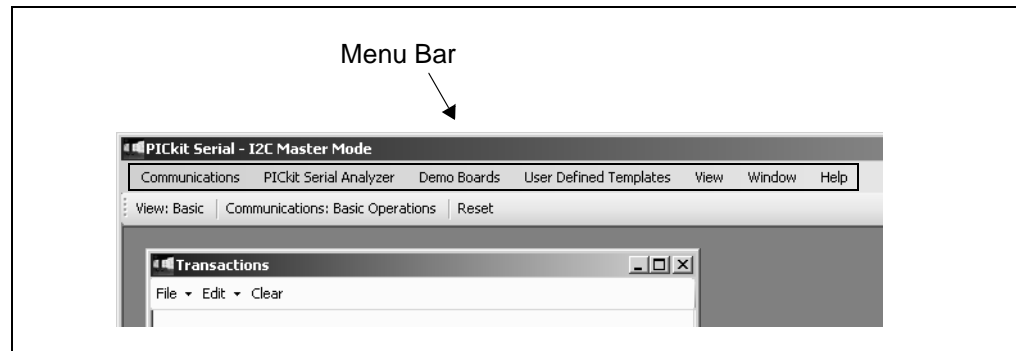 Menu Bar
PICkit Serial - I2C Master Mode
Communications PICkit Serial Analyzer Demo Boards User Defined Templates View Window Help
View: Basic Communications: Basic Operations Reset
Transactions
File Edit Clear